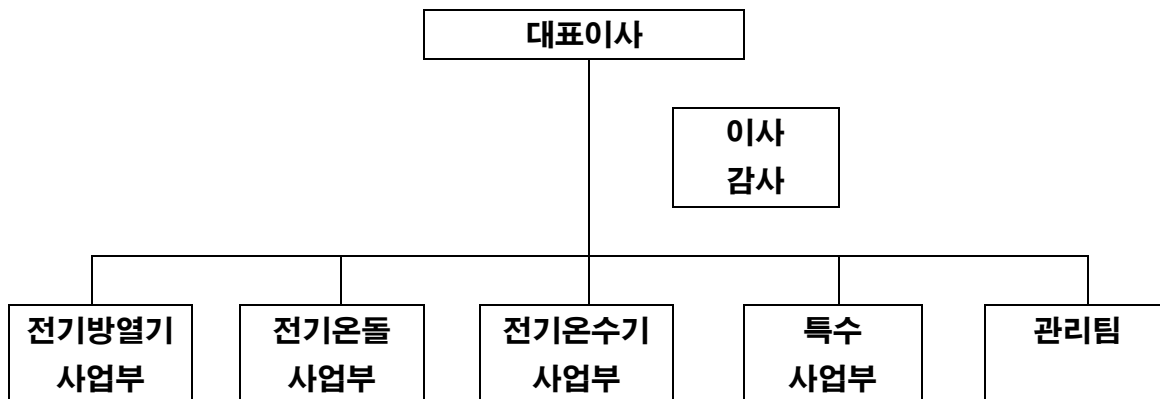 대표이사
이사
감사
전기방열기
사업부
전기온돌
사업부
전기온수기
사업부
특수
사업부
관리팀